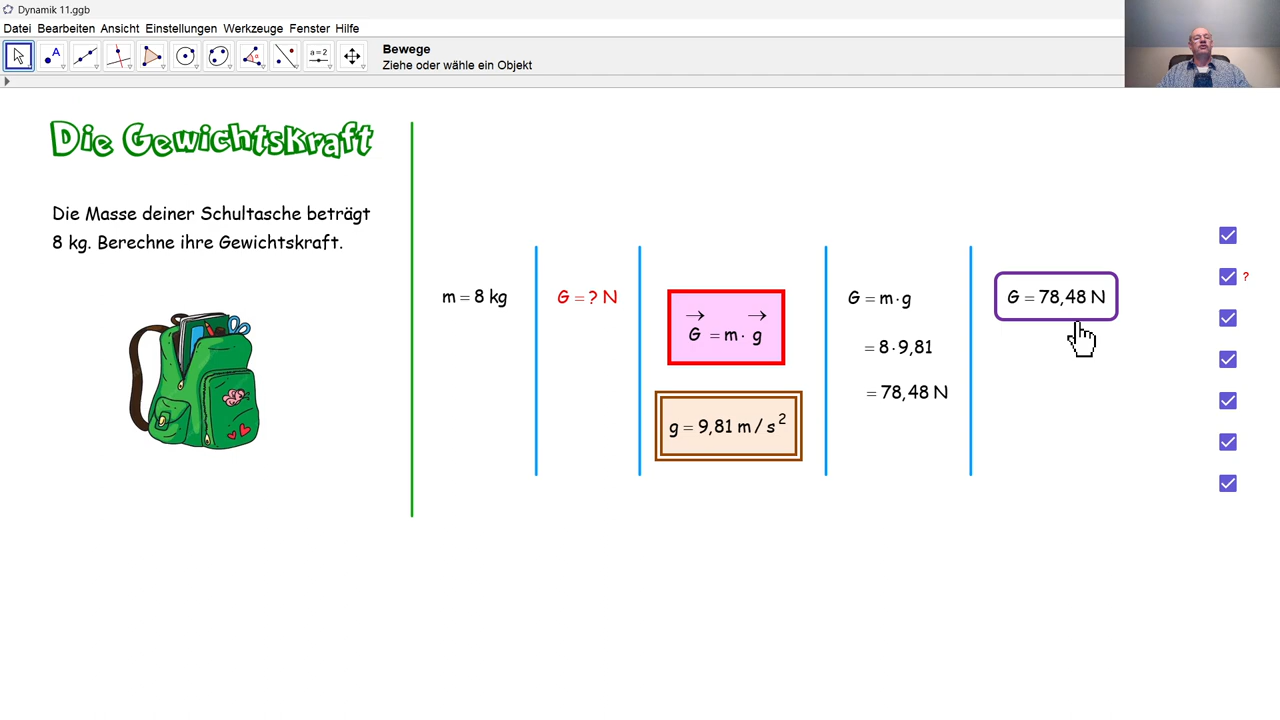 Dynamik 11.ggb
Datei Bearbeiten Ansicht Einstellungen Werkzeuge Fenster Hilfe
A
a=2
Bewege
Ziehe oder wähle ein Objekt
Die Gewichtskraft
Die Masse deiner Schultasche beträgt
8 kg. Berechne ihre Gewichtskraft.
m = 8 kg
G = ? N
G⃗ = m · g⃗
g = 9,81 m / s²
G = m · g
= 8 · 9,81
= 78,48 N
G = 78,48 N
?